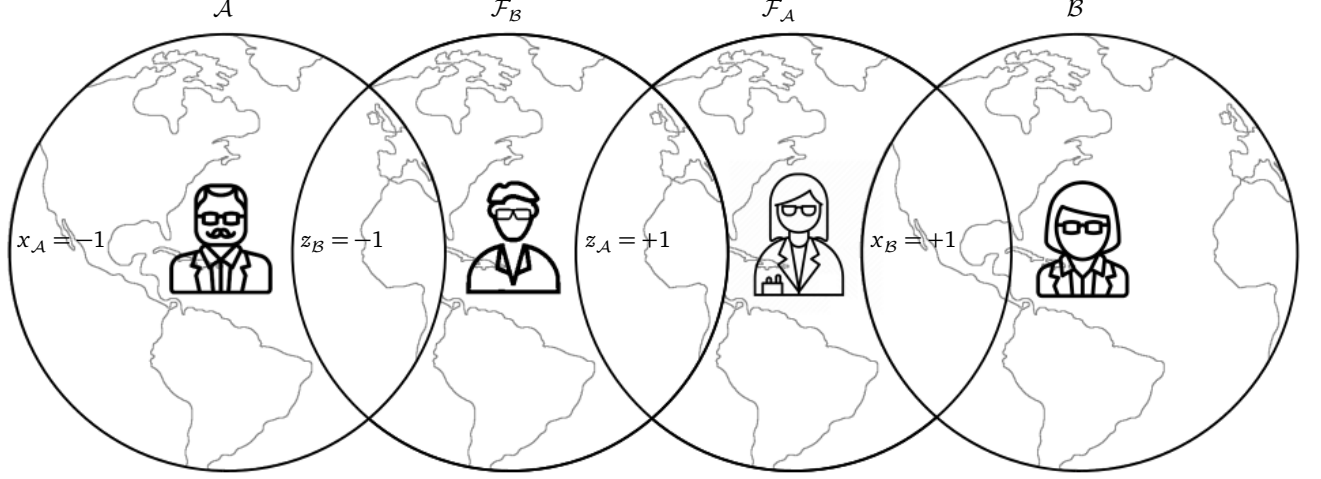 𝒜 ℱ_ℬ ℱ_𝒜 ℬ
x_𝒜 = −1 z_ℬ = −1 z_𝒜 = +1 x_ℬ = +1